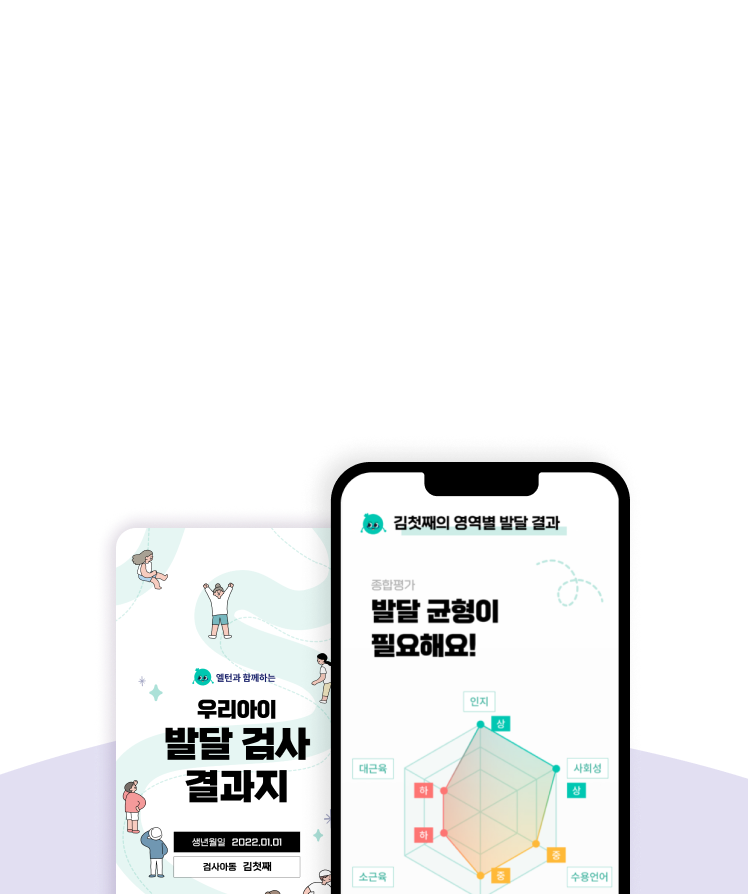 엘턴과 함께하는
우리아이
발달 검사
결과지
생년월일 2022.01.01
검사아동 김첫째
김첫째의 영역별 발달 결과
종합평가
발달 균형이
필요해요!
인지
상
대근육
사회성
하
상
하
중
소근육
중
수용언어